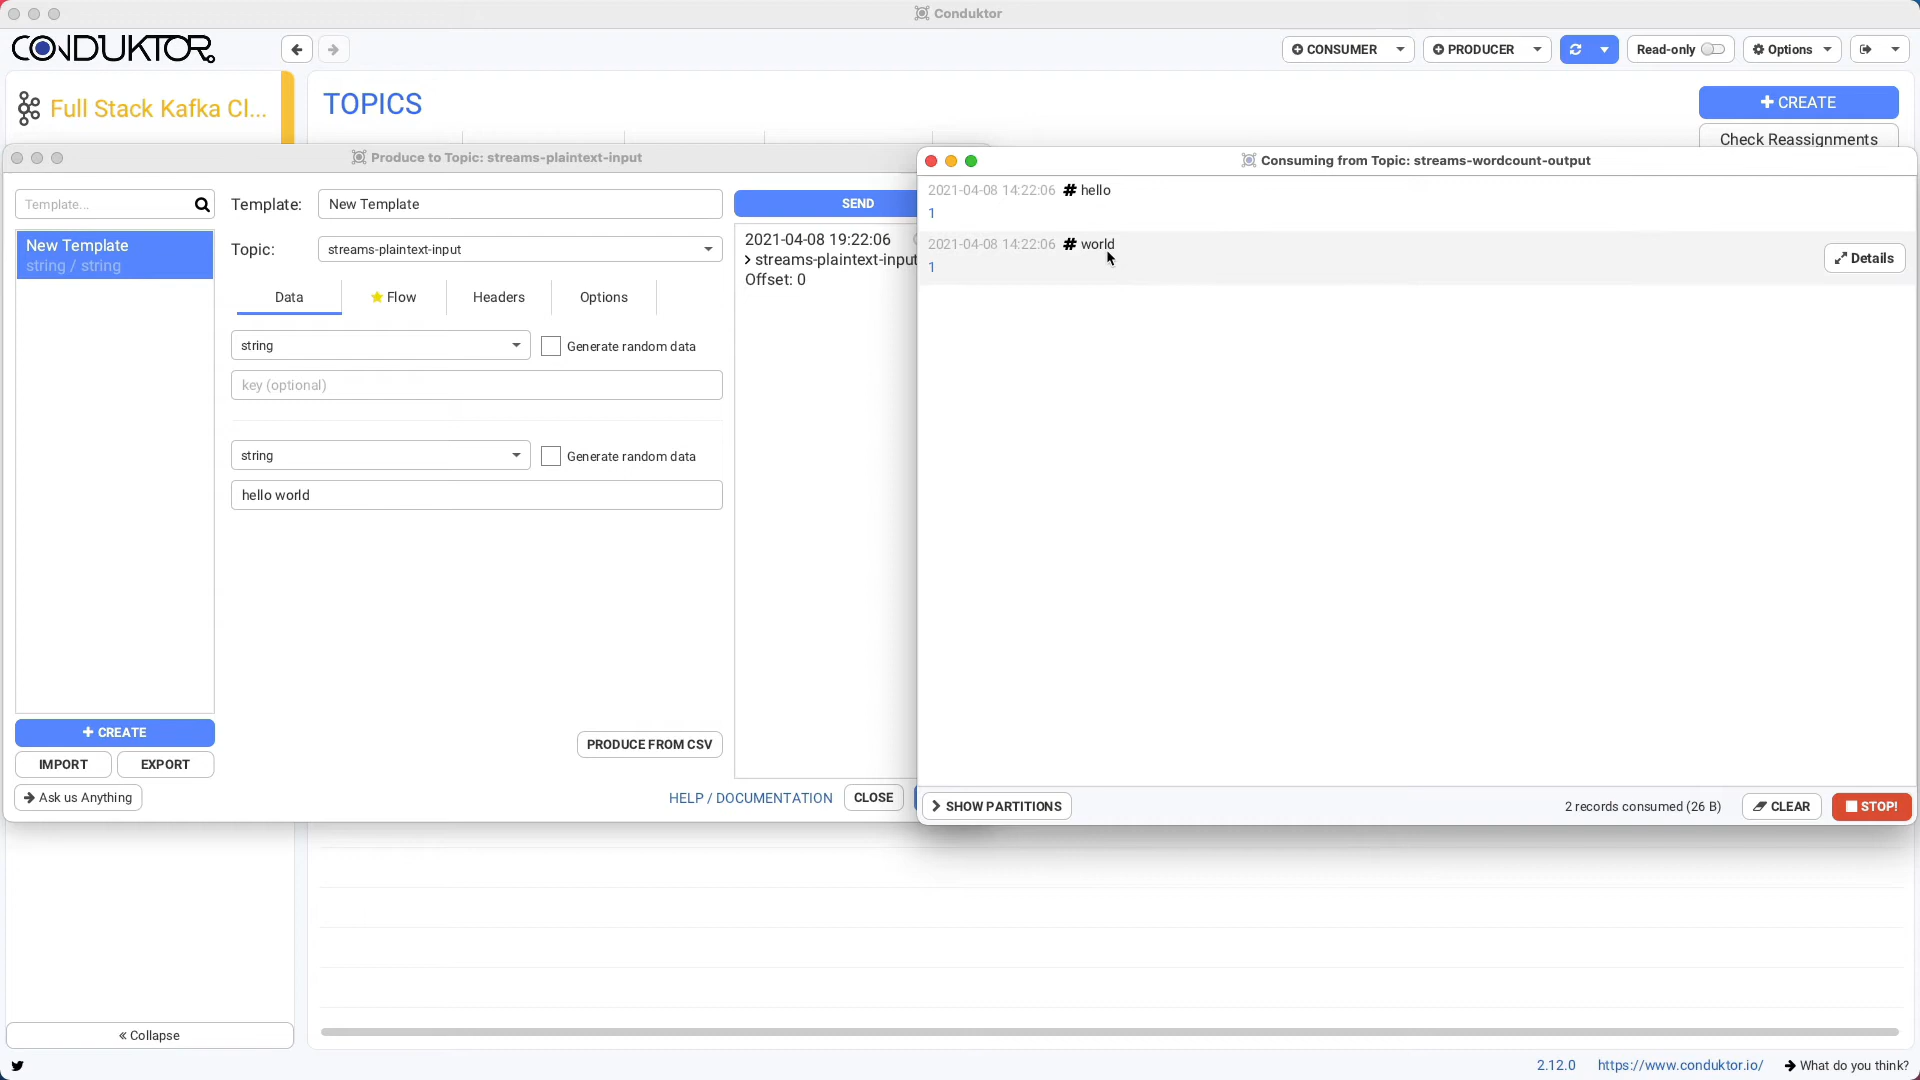 Conduktor
CONDUKTOR
CONSUMER
PRODUCER
Read-only
Options
Full Stack Kafka Cl...
TOPICS
CREATE
Check Reassignments
Produce to Topic: streams-plaintext-input
Template...
Template:
New Template
SEND
New Template
string / string
Topic:
streams-plaintext-input
2021-04-08 19:22:06
> streams-plaintext-input
Offset: 0
Data
Flow
Headers
Options
string
Generate random data
key (optional)
string
Generate random data
hello world
PRODUCE FROM CSV
CREATE
IMPORT
EXPORT
Ask us Anything
HELP / DOCUMENTATION
CLOSE
Consuming from Topic: streams-wordcount-output
2021-04-08 14:22:06 # hello
1
2021-04-08 14:22:06 # world
1
Details
SHOW PARTITIONS
2 records consumed (26 B)
CLEAR
STOP!
« Collapse
2.12.0
https://www.conduktor.io/
What do you think?